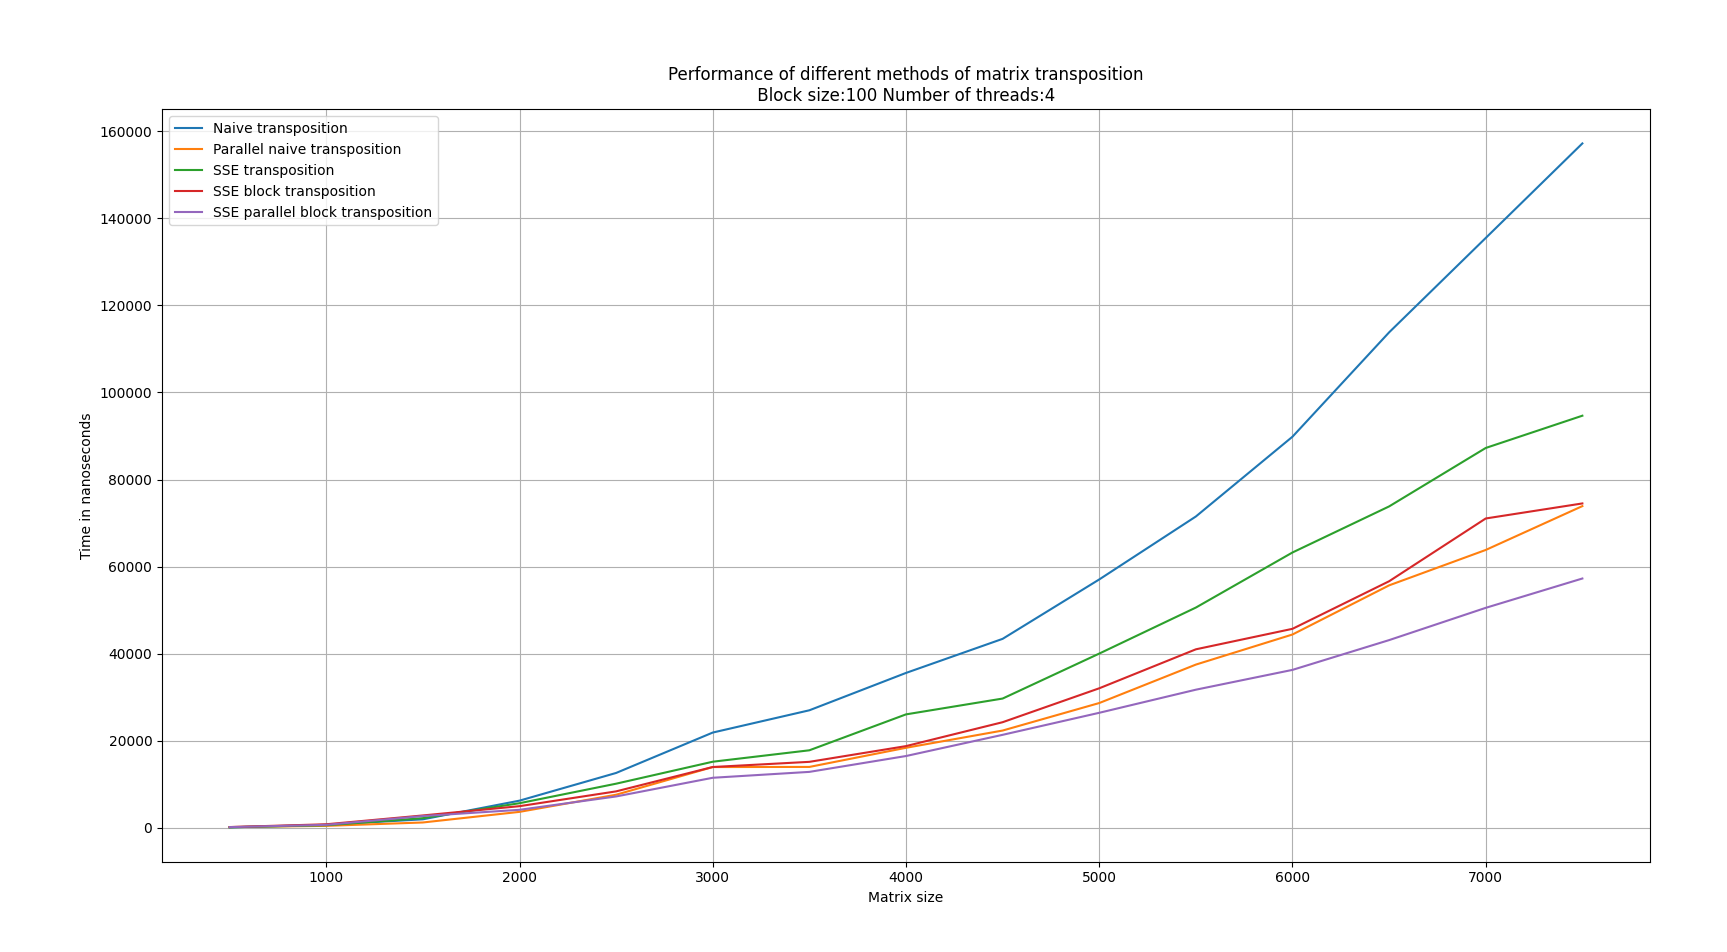 Performance of different methods of matrix transposition
Block size:100 Number of threads:4
Naive transposition
Parallel naive transposition
SSE transposition
SSE block transposition
SSE parallel block transposition
160000
140000
120000
100000
80000
60000
40000
20000
0
Time in nanoseconds
1000 2000 3000 4000 5000 6000 7000
Matrix size